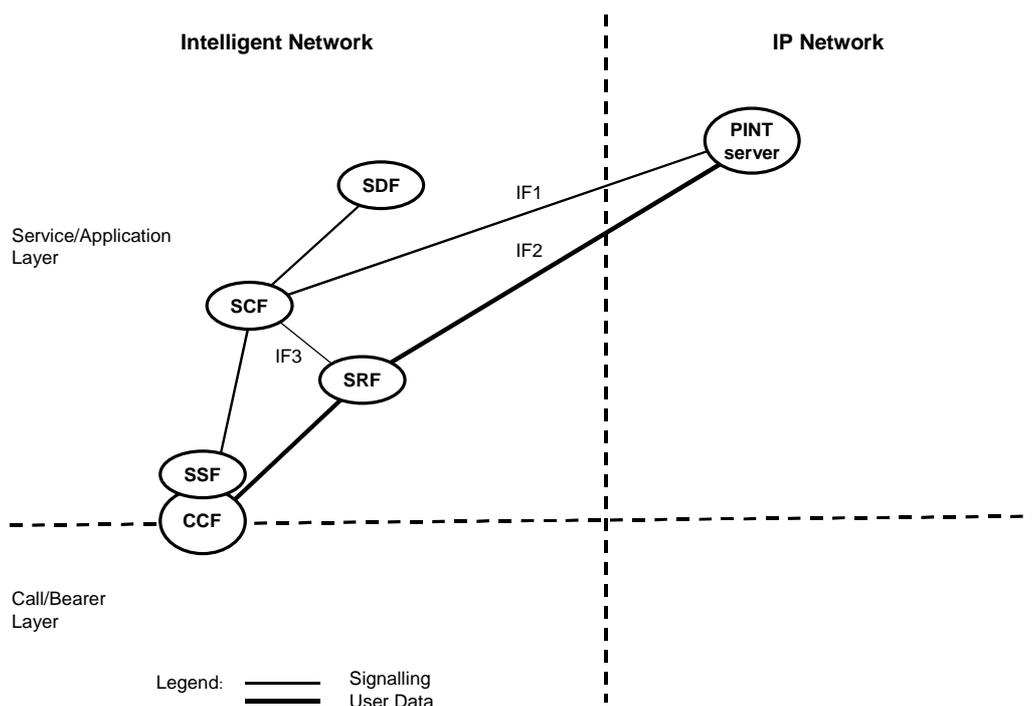 Intelligent Network
IP Network
PINT
server
SDF
IF1
Service/Application
Layer
IF2
SCF
IF3
SRF
SSF
CCF
Call/Bearer
Layer
Legend:
Signalling
User Data